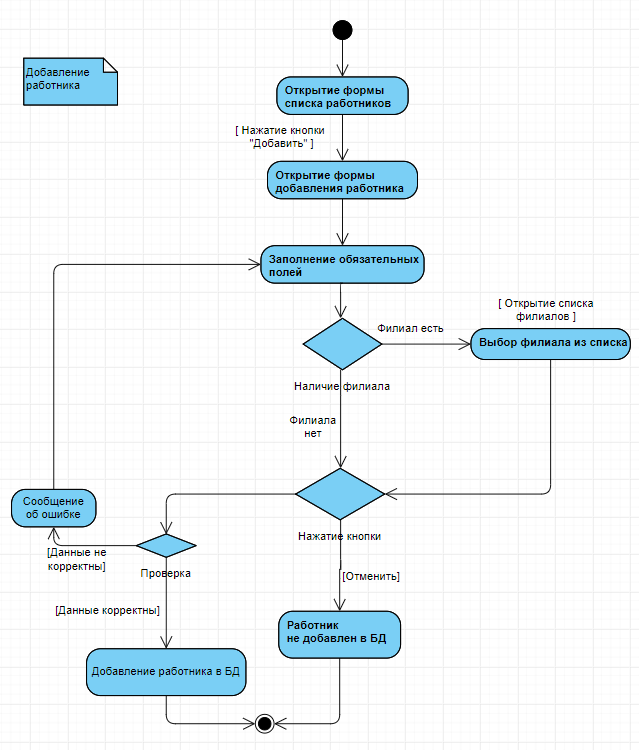 Добавление
работника
Открытие формы
списка работников
[ Нажатие кнопки
"Добавить" ]
Открытие формы
добавления работника
Заполнение обязательных
полей
[ Открытие списка
филиалов ]
Филиал есть
Выбор филиала из списка
Наличие филиала
Филиала
нет
Сообщение
об ошибке
Нажатие кнопки
[Данные не
корректны]
Проверка
[Отменить]
[Данные корректны]
Работник
не добавлен в БД
Добавление работника в БД